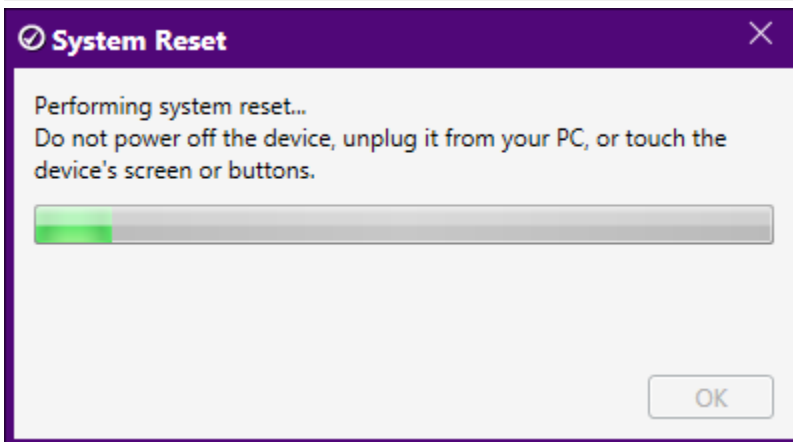 System Reset
Performing system reset...
Do not power off the device, unplug it from your PC, or touch the
device's screen or buttons.
OK